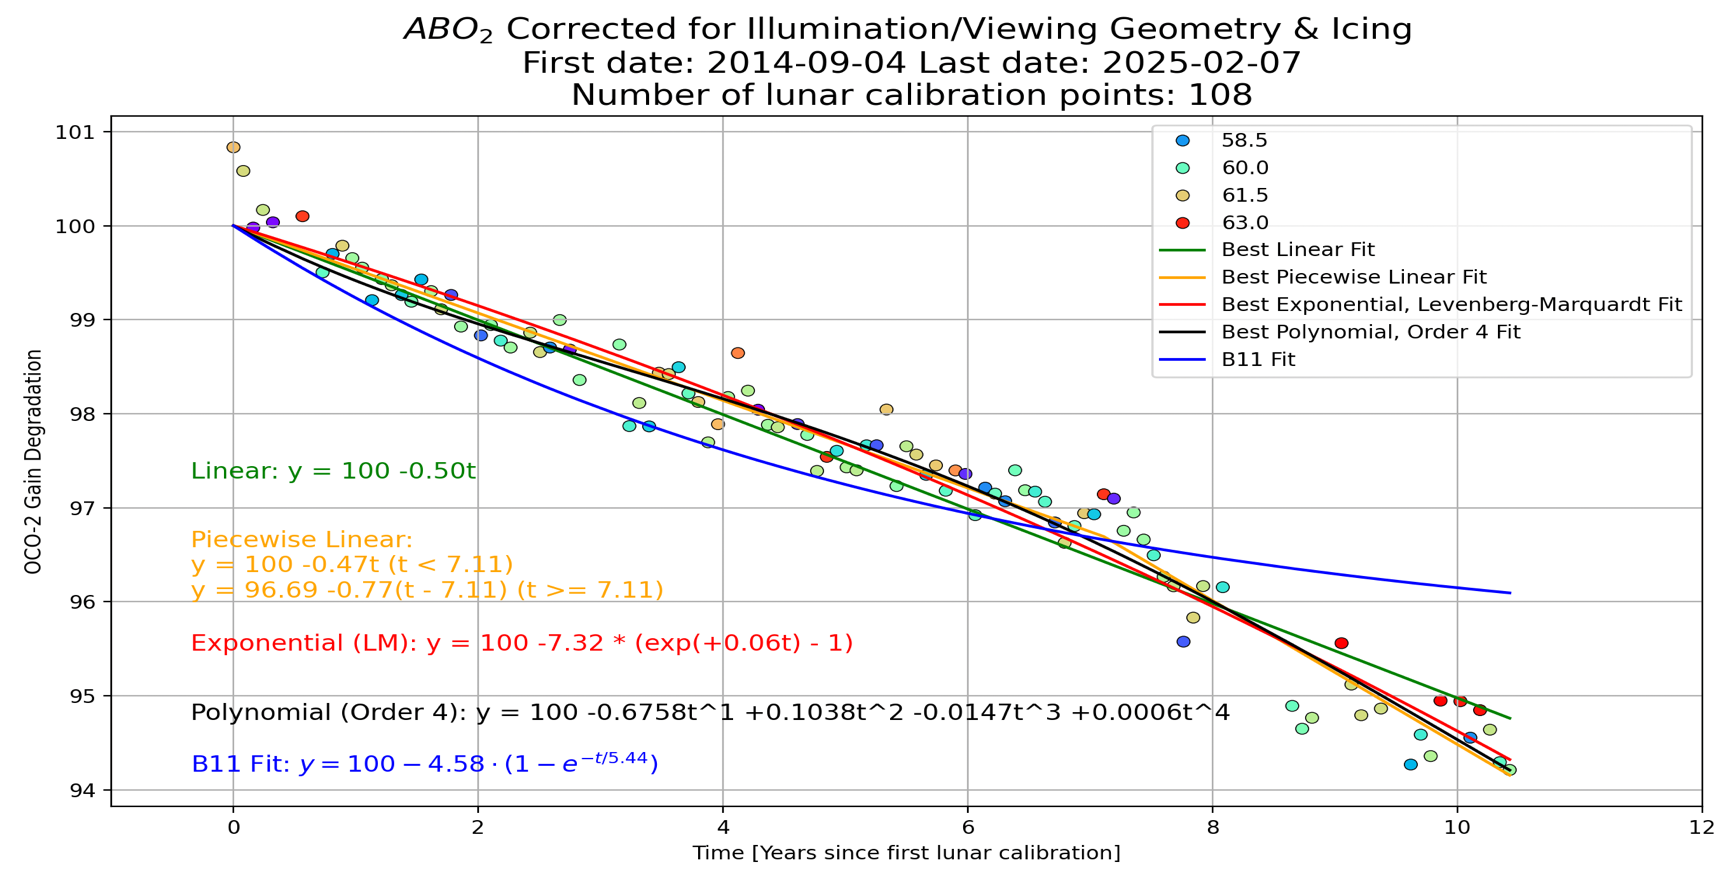 ABO₂ Corrected for Illumination/Viewing Geometry & Icing
First date: 2014-09-04 Last date: 2025-02-07
Number of lunar calibration points: 108
OCO-2 Gain Degradation
101
100
99
98
97
96
95
94
58.5
60.0
61.5
63.0
Best Linear Fit
Best Piecewise Linear Fit
Best Exponential, Levenberg-Marquardt Fit
Best Polynomial, Order 4 Fit
B11 Fit
Linear: y = 100 -0.50t
Piecewise Linear:
y = 100 -0.47t (t < 7.11)
y = 96.69 -0.77(t - 7.11) (t >= 7.11)
Exponential (LM): y = 100 -7.32 * (exp(+0.06t) - 1)
Polynomial (Order 4): y = 100 -0.6758t^1 +0.1038t^2 -0.0147t^3 +0.0006t^4
B11 Fit: y = 100 − 4.58 · (1 − e^{−t/5.44})
0 2 4 6 8 10 12
Time [Years since first lunar calibration]